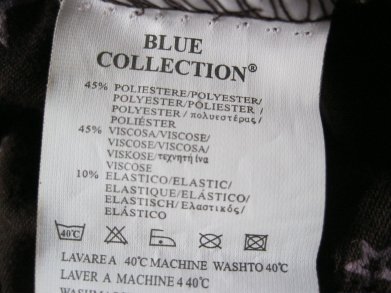 BLUE
COLLECTION®
45% POLIESTERE/POLYESTER/
POLYESTER/PÓLIESTER/
POLYESTER/πολυεστέρας/
POLIÉSTER
45% VISCOSA/VISCOSE/
VISCOSE/VISCOSA/
VISKOSE/τεχνητή ίνα
VISCOSE
10% ELASTICO/ELASTIC/
ELASTIQUE/ELÁSTICO/
ELASTISCH/Ελαστικός/
ELÁSTICO
40℃
LAVARE A 40℃ MACHINE WASHTO 40℃
LAVER A MACHINE 4 40℃